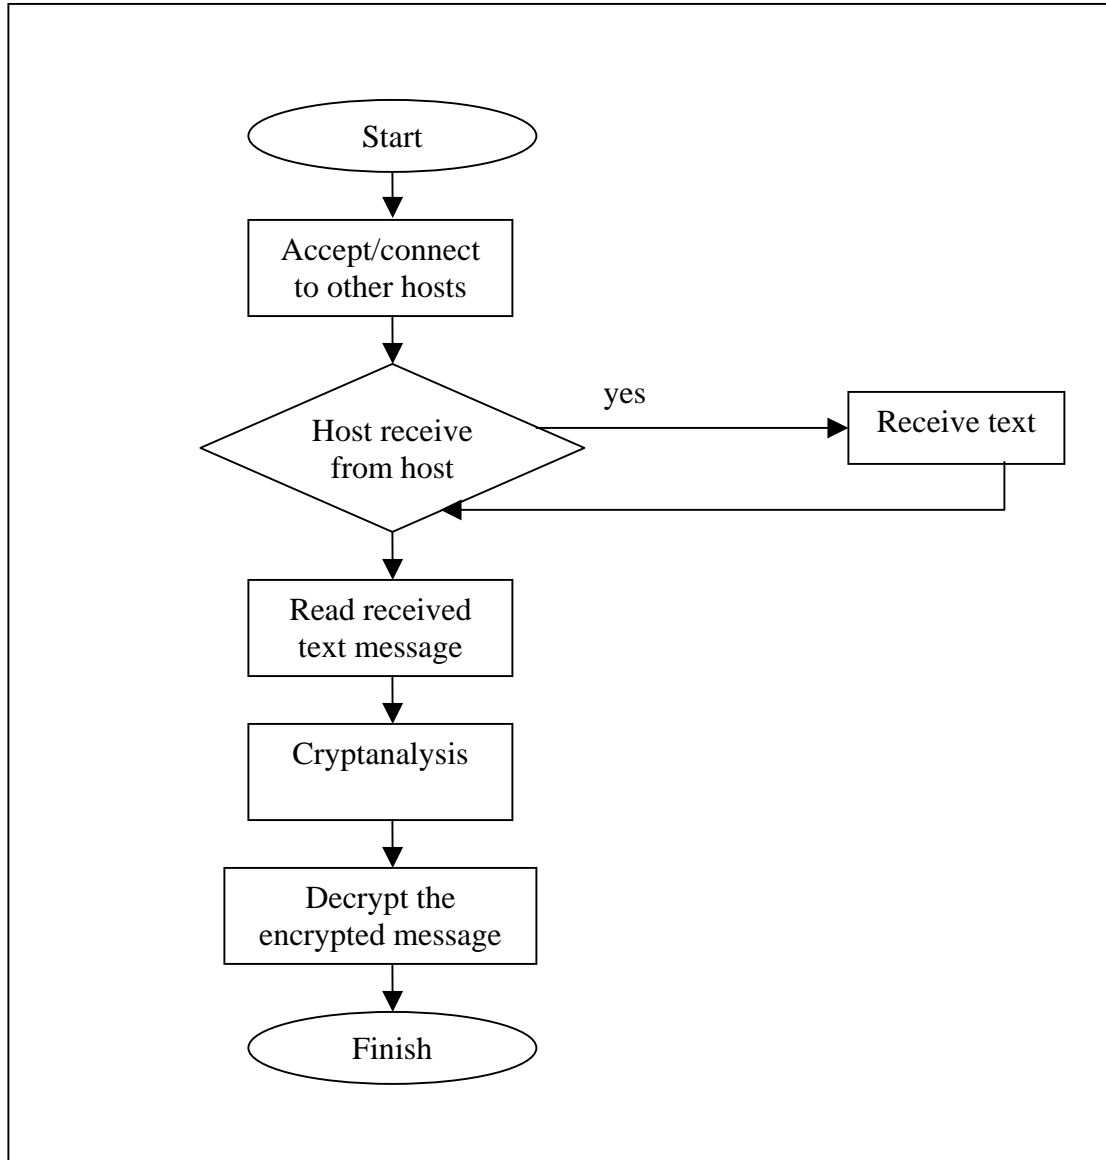 Start
Accept/connect
to other hosts
yes
Host receive
from host
Receive text
Read received
text message
Cryptanalysis
Decrypt the
encrypted message
Finish